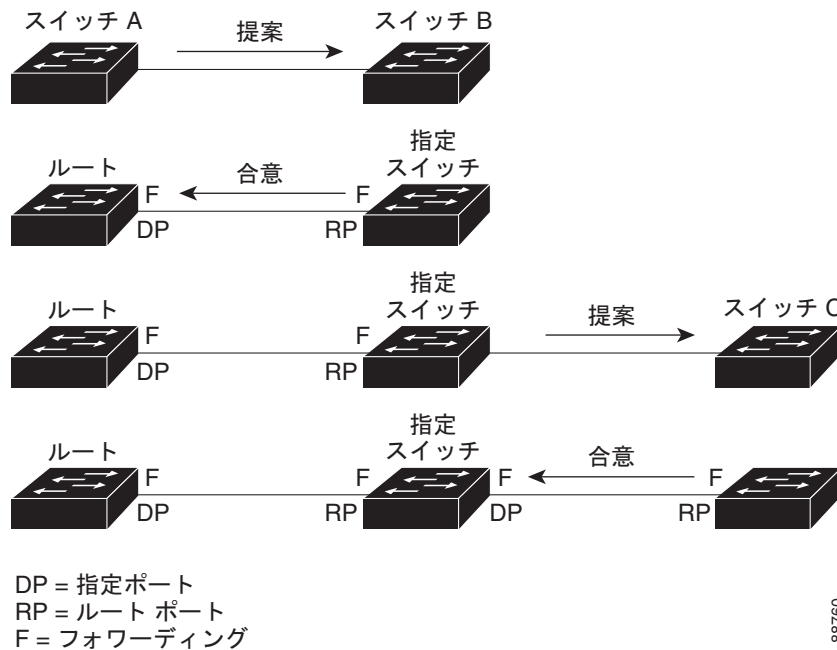 スイッチ A
提案
スイッチ B
指定
スイッチ
ルート
合意
F
F
DP
RP
指定
スイッチ
ルート
提案
スイッチ C
F
F
DP
RP
指定
スイッチ
ルート
合意
F
F
F
F
DP
RP
DP
RP
DP = 指定ポート
RP = ルート ポート
F = フォワーディング
88760